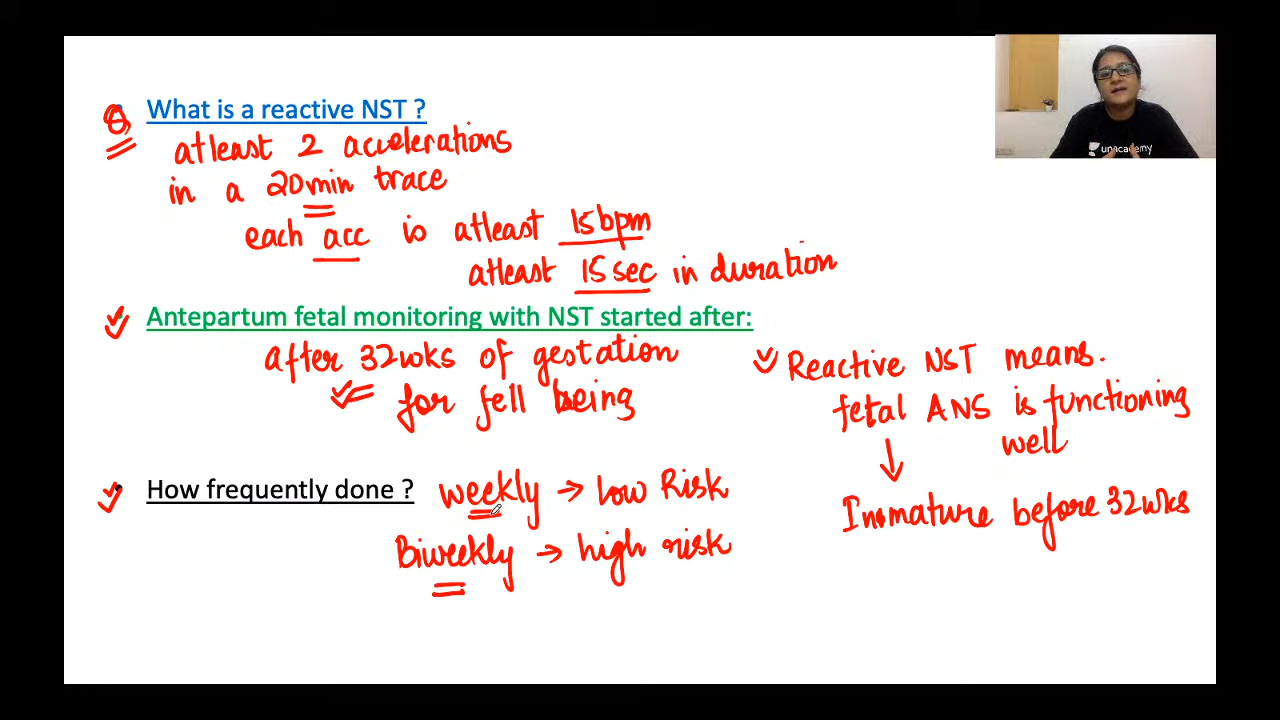 What is a reactive NST ?
atleast 2 accelerations
in a 20min trace
each acc is atleast 15bpm
atleast 15sec in duration
Antepartum fetal monitoring with NST started after:
After 32wks of gestation
for fell being
Reactive NST means.
fetal ANS is functioning
well
Immature before 32wks
How frequently done ? weekly → low Risk
Biweekly → high risk
unacademy